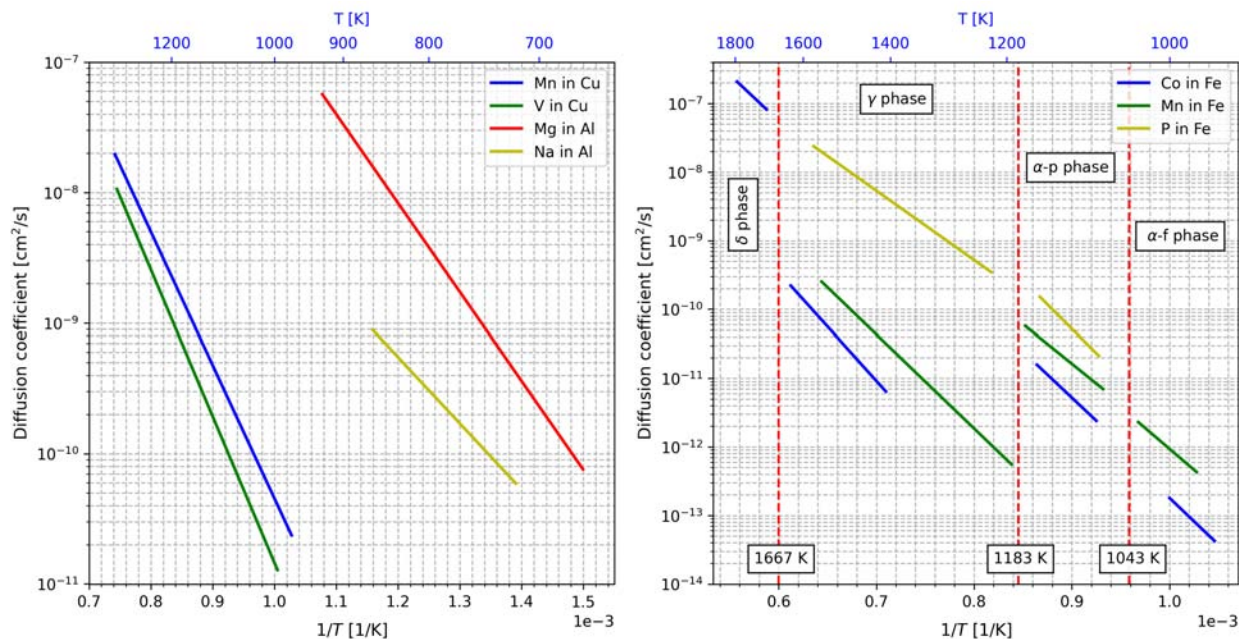 T [K]
1200 1000 900 800 700
10⁻⁷
10⁻⁸
10⁻⁹
10⁻¹⁰
10⁻¹¹
Diffusion coefficient [cm²/s]
Mn in Cu
V in Cu
Mg in Al
Na in Al
0.7 0.8 0.9 1.0 1.1 1.2 1.3 1.4 1.5
1/T [1/K]
1e−3
T [K]
1800 1600 1400 1200 1000
10⁻⁷
10⁻⁸
10⁻⁹
10⁻¹⁰
10⁻¹¹
10⁻¹²
10⁻¹³
10⁻¹⁴
Diffusion coefficient [cm²/s]
Co in Fe
Mn in Fe
P in Fe
γ phase
α-p phase
δ phase
α-f phase
1667 K
1183 K
1043 K
0.6 0.7 0.8 0.9 1.0
1/T [1/K]
1e−3